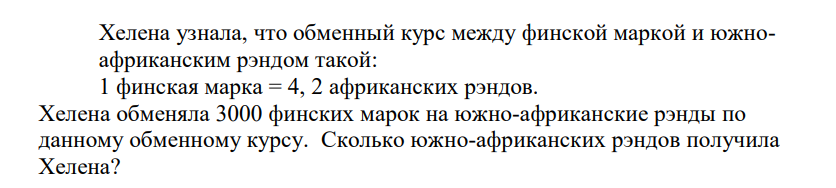 Хелена узнала, что обменный курс между финской маркой и южно-
африканским рэндом такой:
1 финская марка = 4, 2 африканских рэндов.
Хелена обменяла 3000 финских марок на южно-африканские рэнды по
данному обменному курсу. Сколько южно-африканских рэндов получила
Хелена?